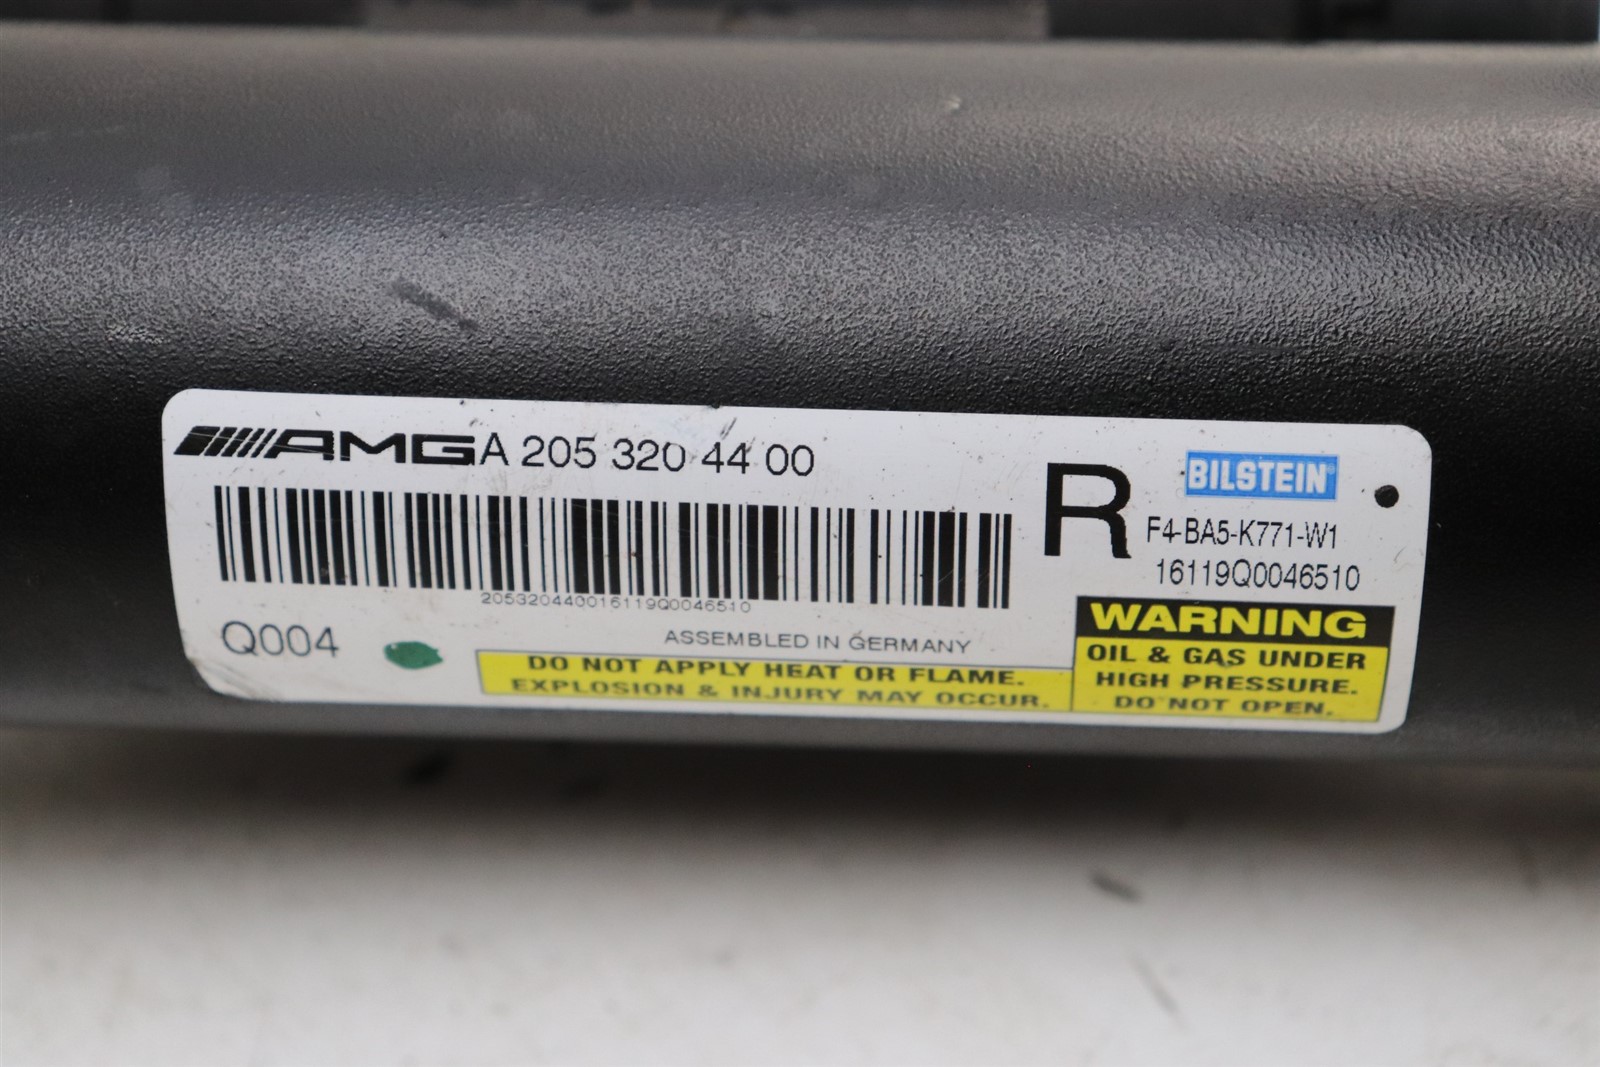 AMG A 205 320 44 00
R
BILSTEIN®
F4-BA5-K771-W1
16119Q0046510
205320440016119Q0046510
Q004
ASSEMBLED IN GERMANY
DO NOT APPLY HEAT OR FLAME.
EXPLOSION & INJURY MAY OCCUR.
WARNING
OIL & GAS UNDER
HIGH PRESSURE.
DO NOT OPEN.